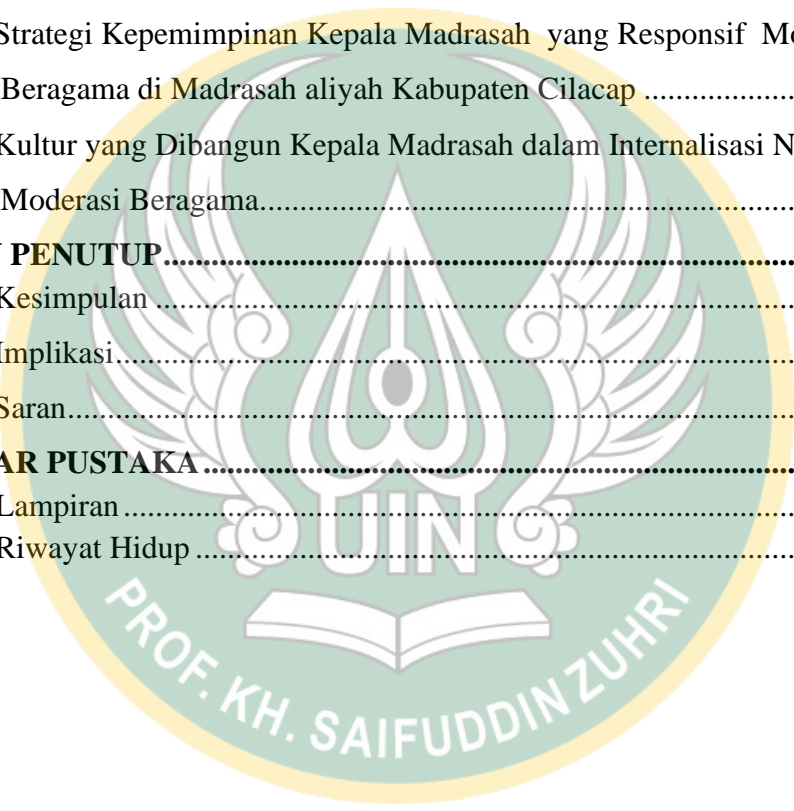 Strategi Kepemimpinan Kepala Madrasah yang Responsif
Beragama di Madrasah aliyah Kabupaten Cilacap ....................
Kultur yang Dibangun Kepala Madrasah dalam Internalisasi
Moderasi Beragama....................................................................
PENUTUP................................................................................
Kesimpulan ................................................................................
Implikasi....................................................................................
Saran..........................................................................................
PUSTAKA ..............................................................................
Lampiran ....................................................................................
Riwayat Hidup ..........................................................................
UIN
PROF. KH. SAIFUDDIN ZUHRI